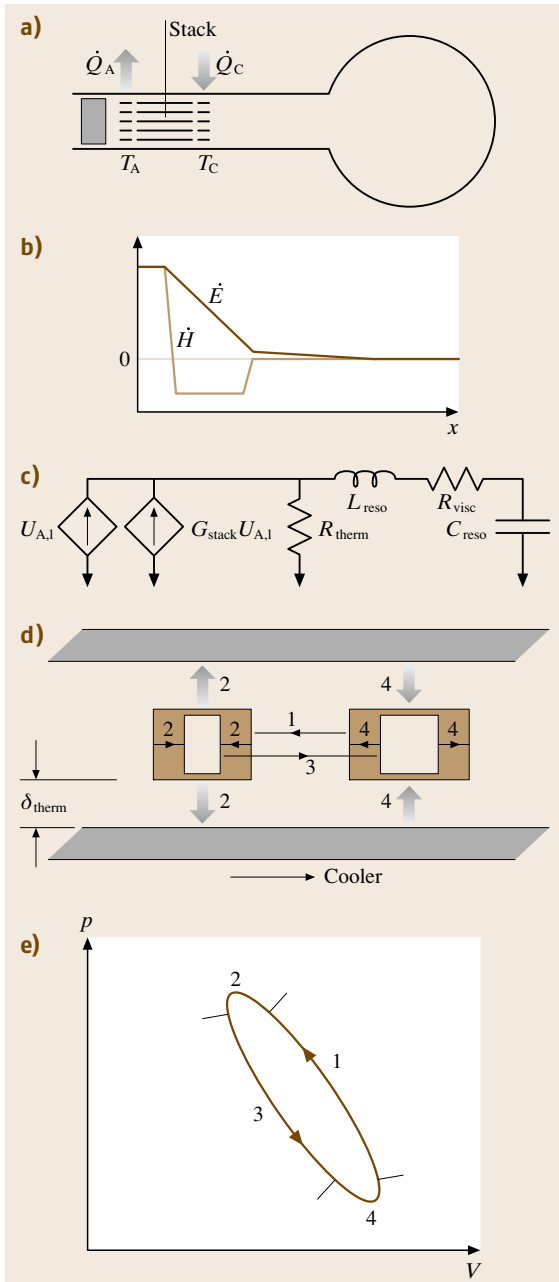 a)
Stack
Q̇A Q̇C
TA TC
b)
Ė
Ḣ
0
x
c)
UA,l GstackUA,l Rtherm Lreso Rvisc Creso
d)
2 4
1
2 2 4 4
3
2 4
δtherm
Cooler
e)
p
2
1
3
4
V